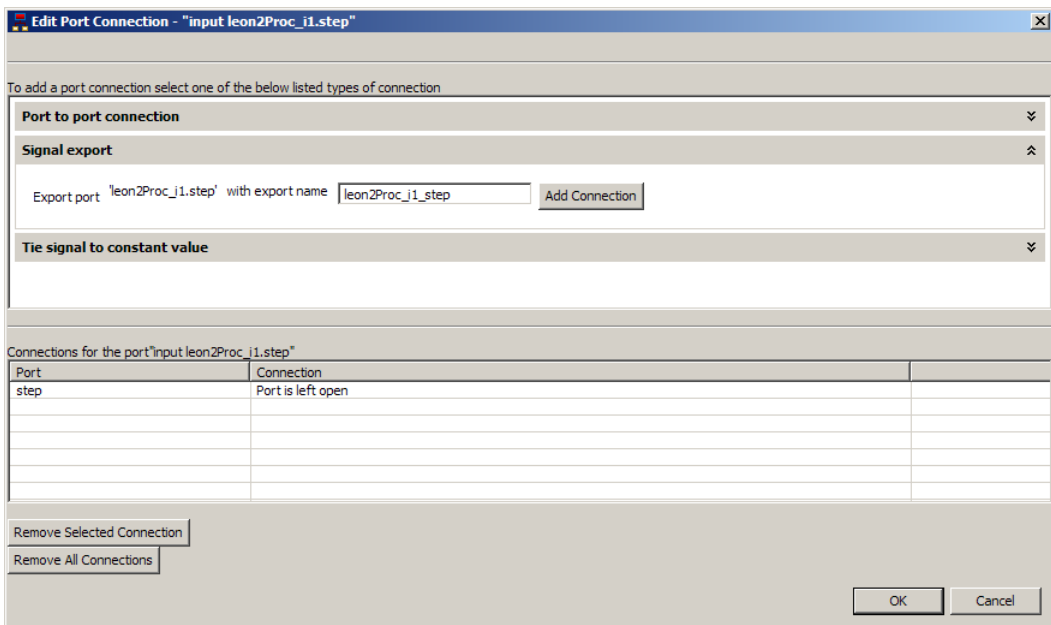 Edit Port Connection - "input leon2Proc_i1.step"
To add a port connection select one of the below listed types of connection
Port to port connection
Signal export
Export port 'leon2Proc_i1.step' with export name leon2Proc_i1_step Add Connection
Tie signal to constant value
Connections for the port"input leon2Proc_i1.step"
Port Connection
step Port is left open
Remove Selected Connection
Remove All Connections
OK Cancel